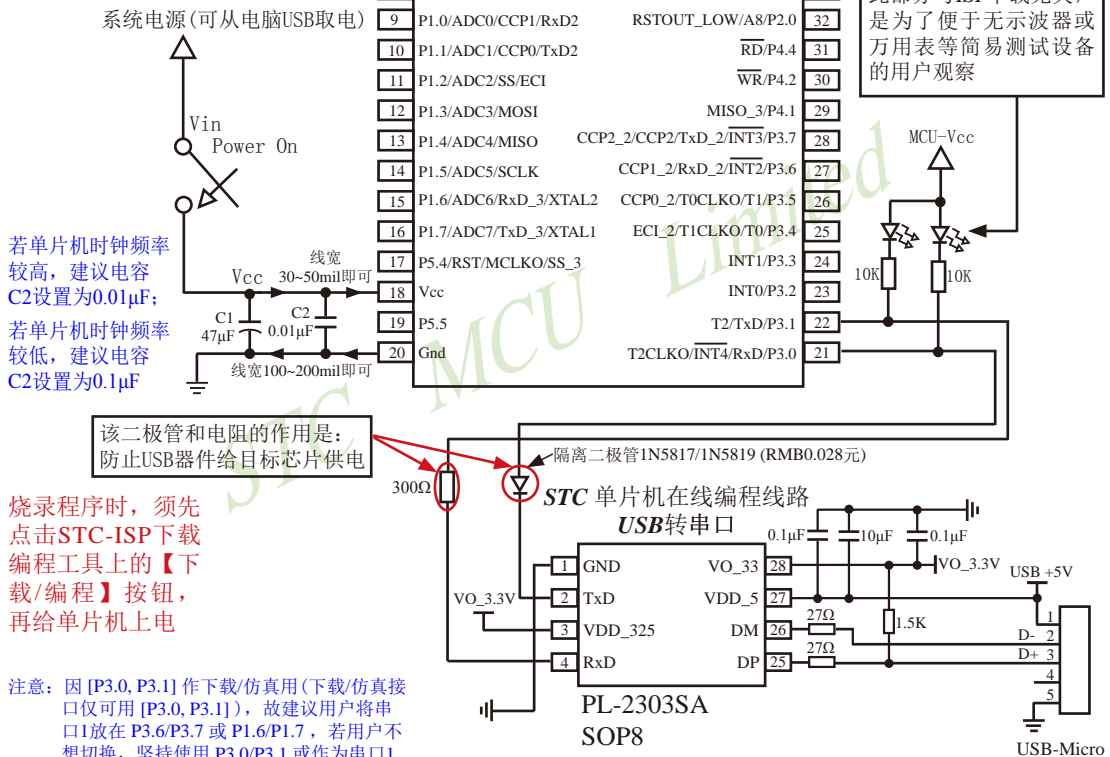 系统电源(可从电脑USB取电)
Vin
Power On
若单片机时钟频率
较高，建议电容
C2设置为0.01μF;
若单片机时钟频率
较低，建议电容
C2设置为0.1μF
Vcc
线宽
30~50mil即可
C1
47μF
C2
0.01μF
线宽100~200mil即可
9 P1.0/ADC0/CCP1/RxD2
10 P1.1/ADC1/CCP0/TxD2
11 P1.2/ADC2/SS/ECI
12 P1.3/ADC3/MOSI
13 P1.4/ADC4/MISO
14 P1.5/ADC5/SCLK
15 P1.6/ADC6/RxD_3/XTAL2
16 P1.7/ADC7/TxD_3/XTAL1
17 P5.4/RST/MCLKO/SS_3
18 Vcc
19 P5.5
20 Gnd
RSTOUT_LOW/A8/P2.0 32
RD/P4.4 31
WR/P4.2 30
MISO_3/P4.1 29
CCP2_2/CCP2/TxD_2/INT3/P3.7 28
CCP1_2/RxD_2/INT2/P3.6 27
CCP0_2/T0CLKO/T1/P3.5 26
ECI_2/T1CLKO/T0/P3.4 25
INT1/P3.3 24
INT0/P3.2 23
T2/TxD/P3.1 22
T2CLKO/INT4/RxD/P3.0 21
是为了便于无示波器或
万用表等简易测试设备
的用户观察
MCU-Vcc
10K
10K
STC MCU Limited
该二极管和电阻的作用是：
防止USB器件给目标芯片供电
300Ω
隔离二极管1N5817/1N5819 (RMB0.028元)
STC 单片机在线编程线路
USB转串口
烧录程序时，须先
点击STC-ISP下载
编程工具上的【下
载/编程】按钮，
再给单片机上电
VO_3.3V
1 GND
2 TxD
3 VDD_325
4 RxD
VO_33 28
VDD_5 27
DM 26
DP 25
PL-2303SA
SOP8
0.1μF
10μF
0.1μF
VO_3.3V
USB +5V
27Ω
27Ω
1.5K
1
D- 2
D+ 3
4
5
USB-Micro
注意：因 [P3.0, P3.1] 作下载/仿真用(下载/仿真接
口仅可用 [P3.0, P3.1] )，故建议用户将串
口1放在 P3.6/P3.7 或 P1.6/P1.7 ，若用户不
想切换，坚持使用 P3.0/P3.1 或作为串口1